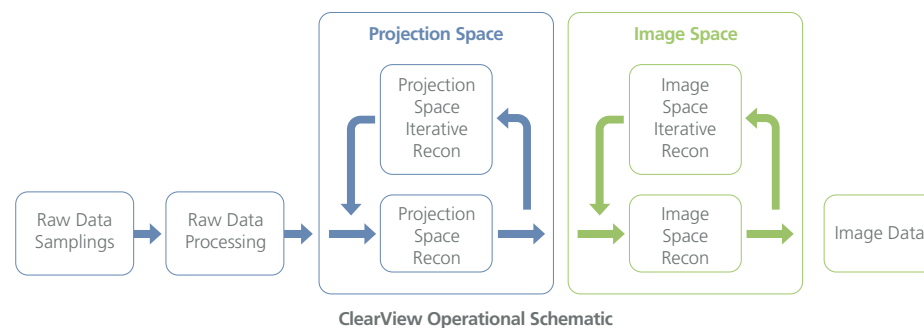 Projection Space
Image Space
Projection
Space
Iterative
Recon
Image
Space
Iterative
Recon
Raw Data
Samplings
Raw Data
Processing
Projection
Space
Recon
Image
Space
Recon
Image Data
ClearView Operational Schematic